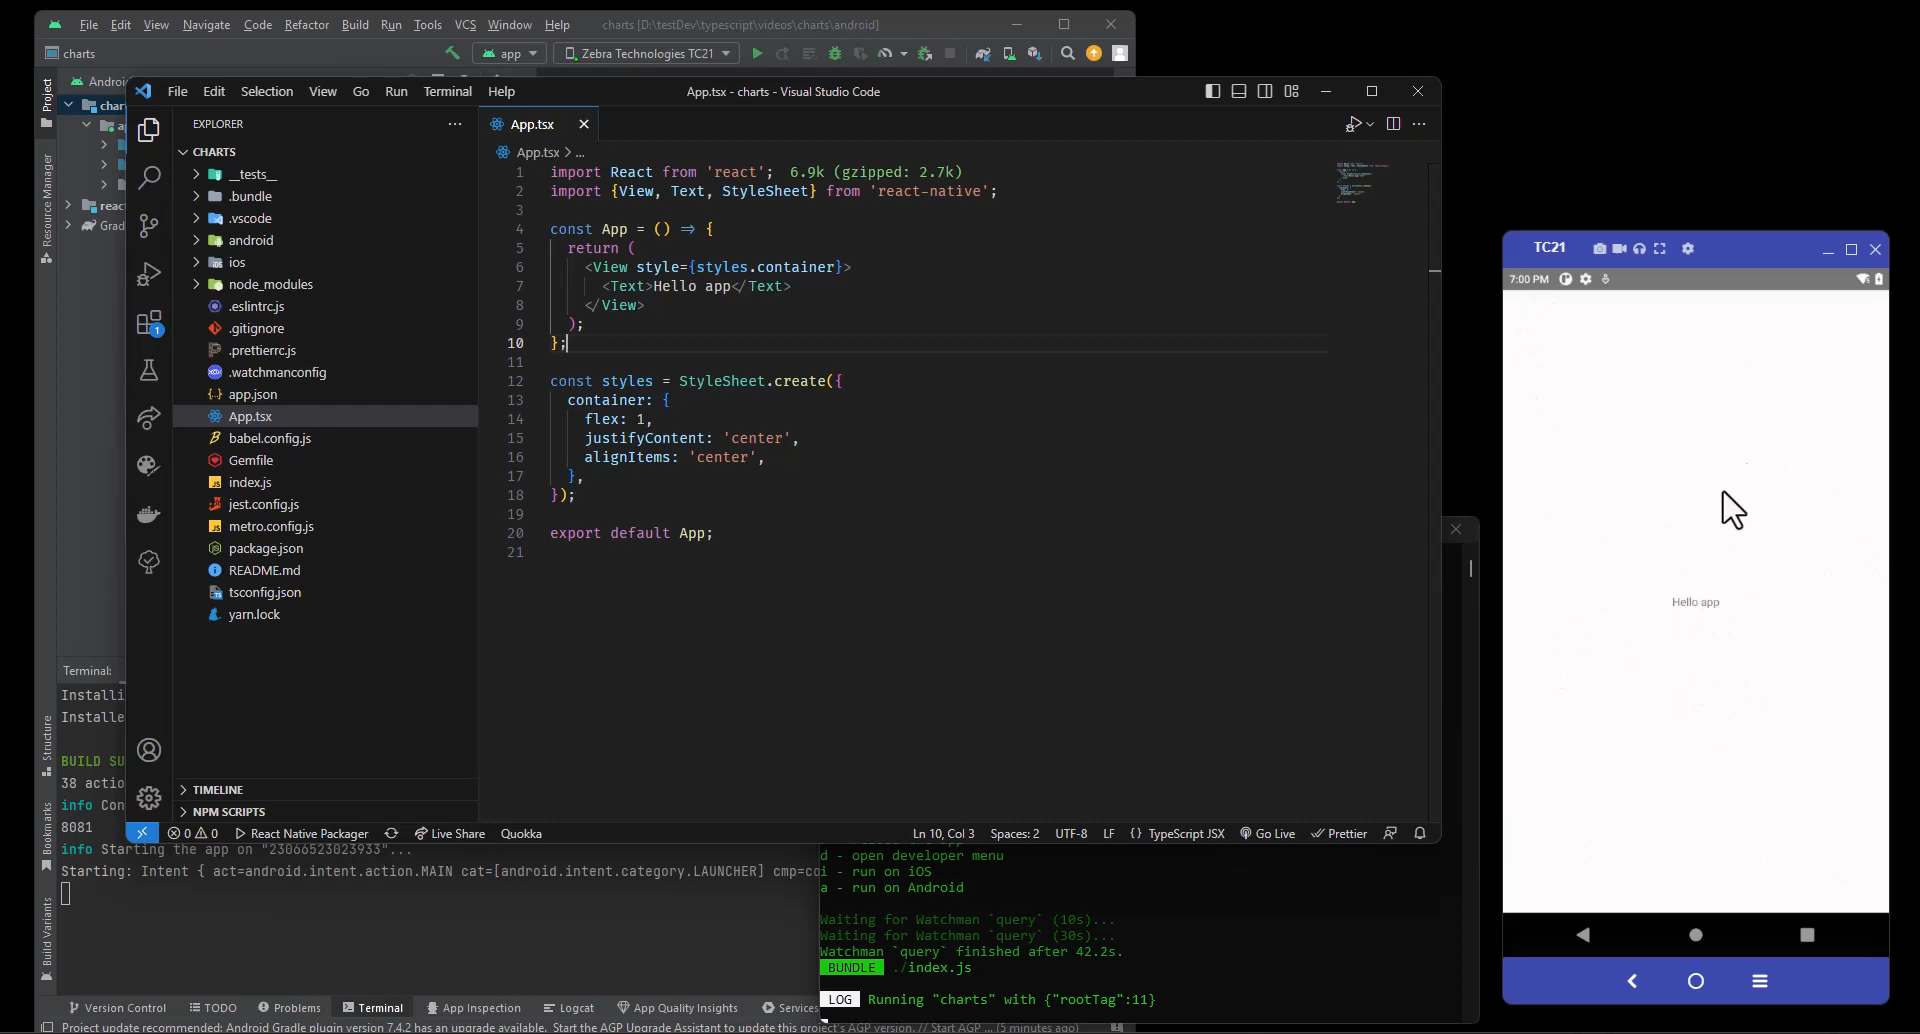 File Edit View Navigate Code Refactor Build Run Tools VCS Window Help charts [D:\testDev\typescript\videos\charts\android]
charts app Zebra Technologies TC21
Project
Resource Manager
Structure
Bookmarks
Build Variants
File Edit Selection View Go Run Terminal Help App.tsx - charts - Visual Studio Code
EXPLORER
CHARTS
__tests__
.bundle
.vscode
android
ios
node_modules
.eslintrc.js
.gitignore
.prettierrc.js
.watchmanconfig
app.json
App.tsx
babel.config.js
Gemfile
index.js
jest.config.js
metro.config.js
package.json
README.md
tsconfig.json
yarn.lock
TIMELINE
NPM SCRIPTS
App.tsx
App.tsx > ...
1 import React from 'react'; 6.9k (gzipped: 2.7k)
2 import {View, Text, StyleSheet} from 'react-native';
3
4 const App = () => {
5 return (
6 <View style={styles.container}>
7 <Text>Hello app</Text>
8 </View>
9 );
10 };
11
12 const styles = StyleSheet.create({
13 container: {
14 flex: 1,
15 justifyContent: 'center',
16 alignItems: 'center',
17 },
18 });
19
20 export default App;
21
1
0 0 React Native Packager Live Share Quokka Ln 10, Col 3 Spaces: 2 UTF-8 LF {} TypeScript JSX Go Live Prettier
Terminal:
Installi
Installe
BUILD SU
38 actio
info Con
8081
info Starting the app on "23066523023933"...
Starting: Intent { act=android.intent.action.MAIN cat=[android.intent.category.LAUNCHER] cmp=co
d - open developer menu
i - run on iOS
a - run on Android
Waiting for Watchman `query` (10s)...
Waiting for Watchman `query` (30s)...
Watchman `query` finished after 42.2s.
BUNDLE ./index.js
LOG Running "charts" with {"rootTag":11}
Version Control TODO Problems Terminal App Inspection Logcat App Quality Insights Services
Project update recommended: Android Gradle plugin version 7.4.2 has an upgrade available. Start the AGP Upgrade Assistant to update this project's AGP version. // Start AGP ... (5 minutes ago)
TC21
7:00 PM
Hello app